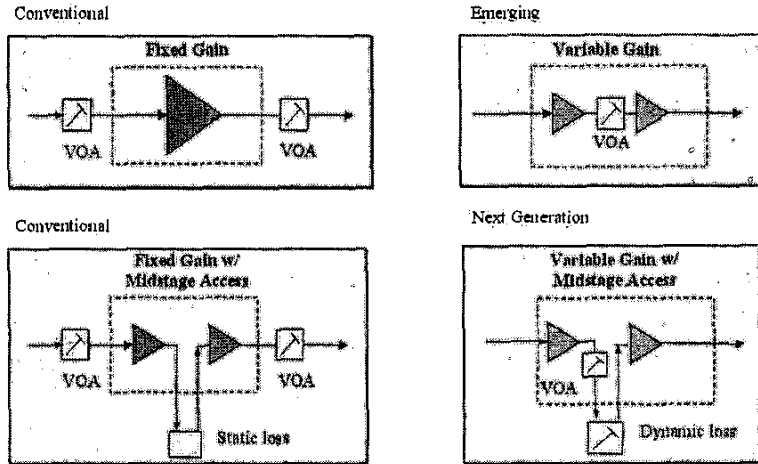 Conventional
Fixed Gain
VOA
VOA
Emerging
Variable Gain
VOA
Conventional
Fixed Gain w/
Midstage Access
VOA
VOA
Static loss
Next Generation
Variable Gain w/
Midstage Access
VOA
Dynamic loss